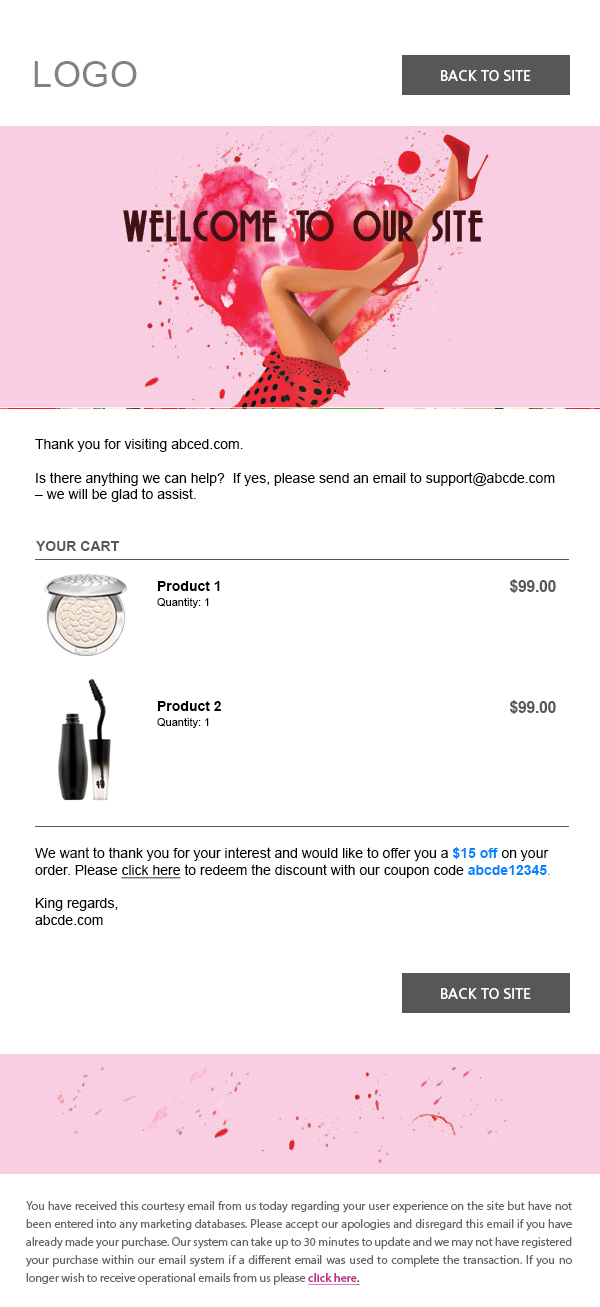 LOGO
BACK TO SITE
WELLCOME TO OUR SITE
Thank you for visiting abced.com.
Is there anything we can help?  If yes, please send an email to support@abcde.com
– we will be glad to assist.
YOUR CART
Product 1
Quantity: 1
$99.00
Product 2
Quantity: 1
$99.00
We want to thank you for your interest and would like to offer you a $15 off on your
order. Please click here to redeem the discount with our coupon code abcde12345.
King regards,
abcde.com
BACK TO SITE
You have received this courtesy email from us today regarding your user experience on the site but have not
been entered into any marketing databases. Please accept our apologies and disregard this email if you have
already made your purchase. Our system can take up to 30 minutes to update and we may not have registered
your purchase within our email system if a different email was used to complete the transaction. If you no
longer wish to receive operational emails from us please click here.